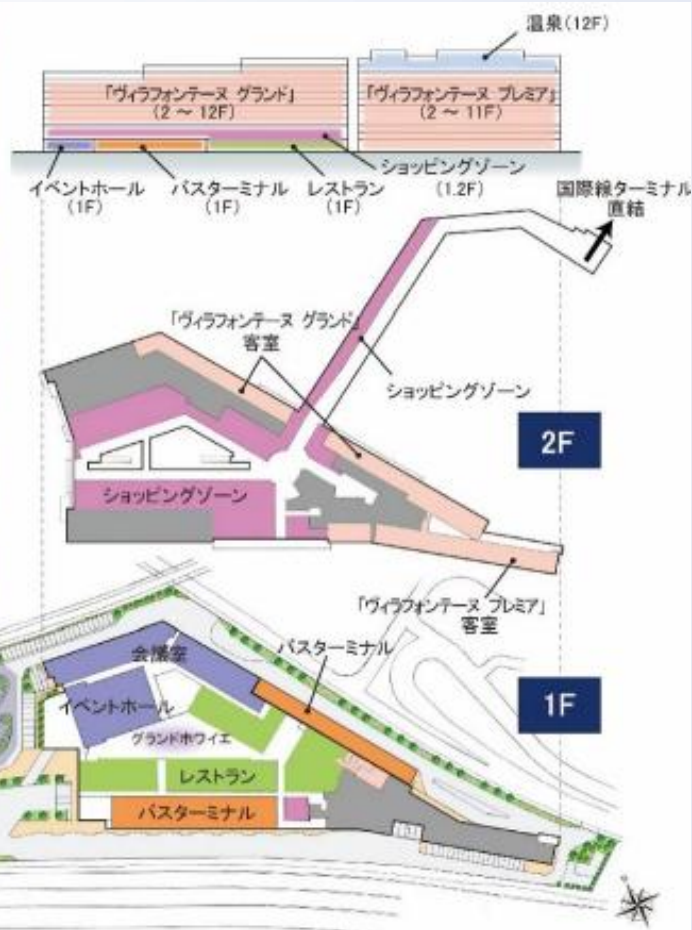 温泉(12F)
「ヴィラフォンテーヌ グランド」
(2 ～ 12F)
「ヴィラフォンテーヌ プレミア」
(2 ～ 11F)
イベントホール
(1F)
バスターミナル
(1F)
レストラン
(1F)
ショッピングゾーン
(1.2F)
国際線ターミナル
直結
「ヴィラフォンテーヌ グランド」
客室
ショッピングゾーン
2F
ショッピングゾーン
「ヴィラフォンテーヌ プレミア」
客室
バスターミナル
会議室
1F
イベントホール
グランドホワイエ
レストラン
バスターミナル